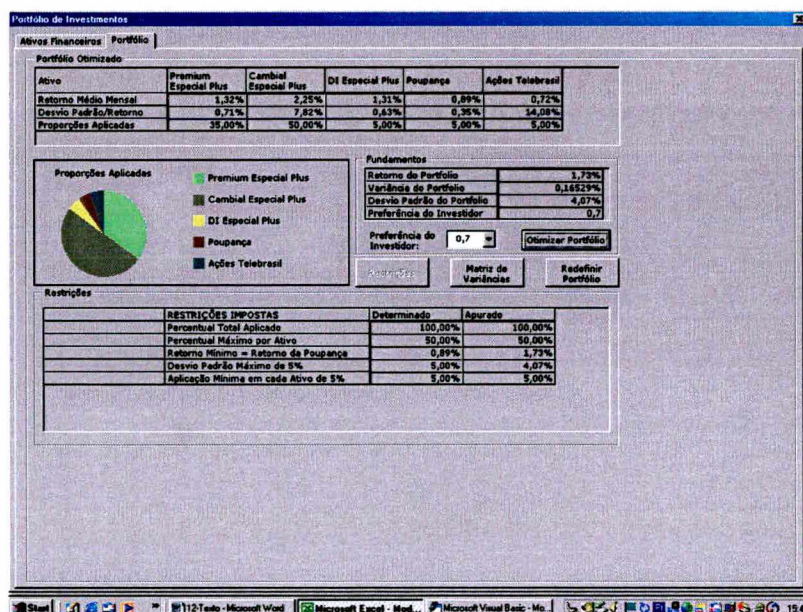 Portfólio de Investimentos
Ativos Financeiros Portfólio
Portfólio Otimizado
Ativo Premium Especial Plus Cambial Especial Plus DI Especial Plus Poupança Ações Telebrasil
Retorno Médio Mensal 1,32% 2,25% 1,31% 0,89% 0,72%
Desvio Padrão/Retorno 0,71% 7,82% 0,63% 0,35% 14,08%
Proporções Aplicadas 35,00% 50,00% 5,00% 5,00% 5,00%
Proporções Aplicadas
Premium Especial Plus
Cambial Especial Plus
DI Especial Plus
Poupança
Ações Telebrasil
Fundamentos
Retorno do Portfolio 1,73%
Variância do Portfolio 0,16529%
Desvio Padrão do Portfolio 4,07%
Preferência do Investidor 0,7
Preferência do Investidor: 0,7 Otimizar Portfólio
Restrições Matriz de Variâncias Redefinir Portfólio
Restrições
RESTRIÇÕES IMPOSTAS Determinado Apurado
Percentual Total Aplicado 100,00% 100,00%
Percentual Máximo por Ativo 50,00% 50,00%
Retorno Mínimo = Retorno da Poupança 0,89% 1,73%
Desvio Padrão Máximo de 5% 5,00% 4,07%
Aplicação Mínima em cada Ativo de 5% 5,00% 5,00%
Start 12-Texto - Microsoft Word Microsoft Excel - Mod... Microsoft Visual Basic - Mo...